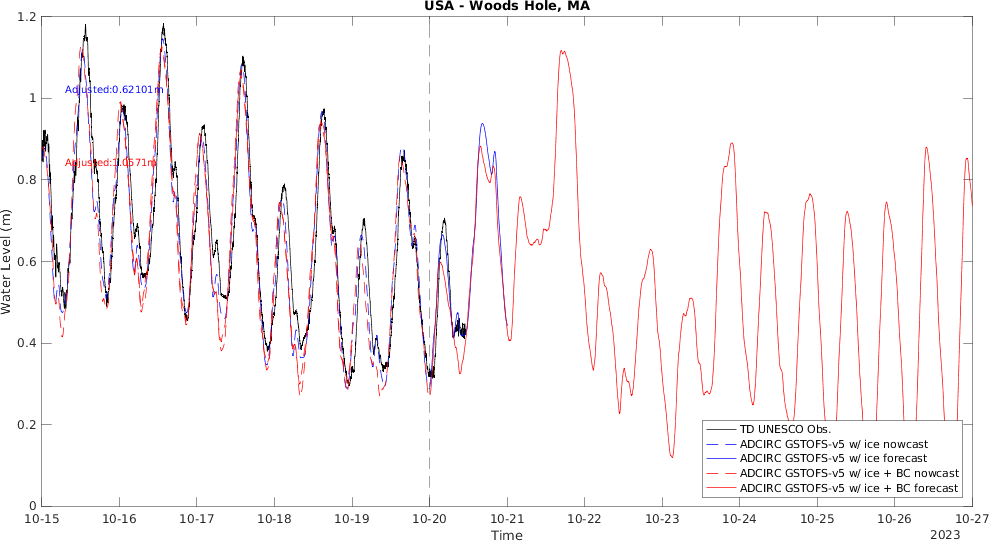 USA - Woods Hole, MA
Water Level (m)
1.2
1
0.8
0.6
0.4
0.2
0
Adjusted:0.62101m
Adjusted:1.0571m
TD UNESCO Obs.
ADCIRC GSTOFS-v5 w/ ice nowcast
ADCIRC GSTOFS-v5 w/ ice forecast
ADCIRC GSTOFS-v5 w/ ice + BC nowcast
ADCIRC GSTOFS-v5 w/ ice + BC forecast
10-15 10-16 10-17 10-18 10-19 10-20 10-21 10-22 10-23 10-24 10-25 10-26 10-27
Time
2023